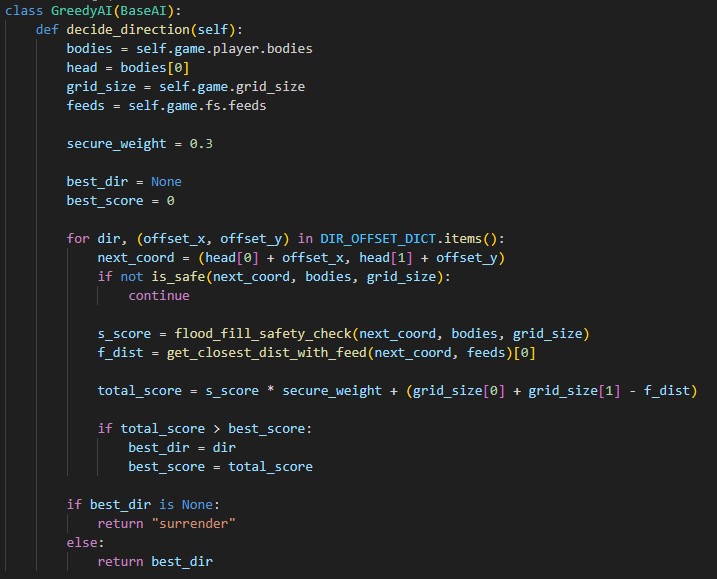 class GreedyAI(BaseAI):
    def decide_direction(self):
        bodies = self.game.player.bodies
        head = bodies[0]
        grid_size = self.game.grid_size
        feeds = self.game.fs.feeds

        secure_weight = 0.3

        best_dir = None
        best_score = 0

        for dir, (offset_x, offset_y) in DIR_OFFSET_DICT.items():
            next_coord = (head[0] + offset_x, head[1] + offset_y)
            if not is_safe(next_coord, bodies, grid_size):
                continue

            s_score = flood_fill_safety_check(next_coord, bodies, grid_size)
            f_dist = get_closest_dist_with_feed(next_coord, feeds)[0]

            total_score = s_score * secure_weight + (grid_size[0] + grid_size[1] - f_dist)

            if total_score > best_score:
                best_dir = dir
                best_score = total_score

        if best_dir is None:
            return "surrender"
        else:
            return best_dir